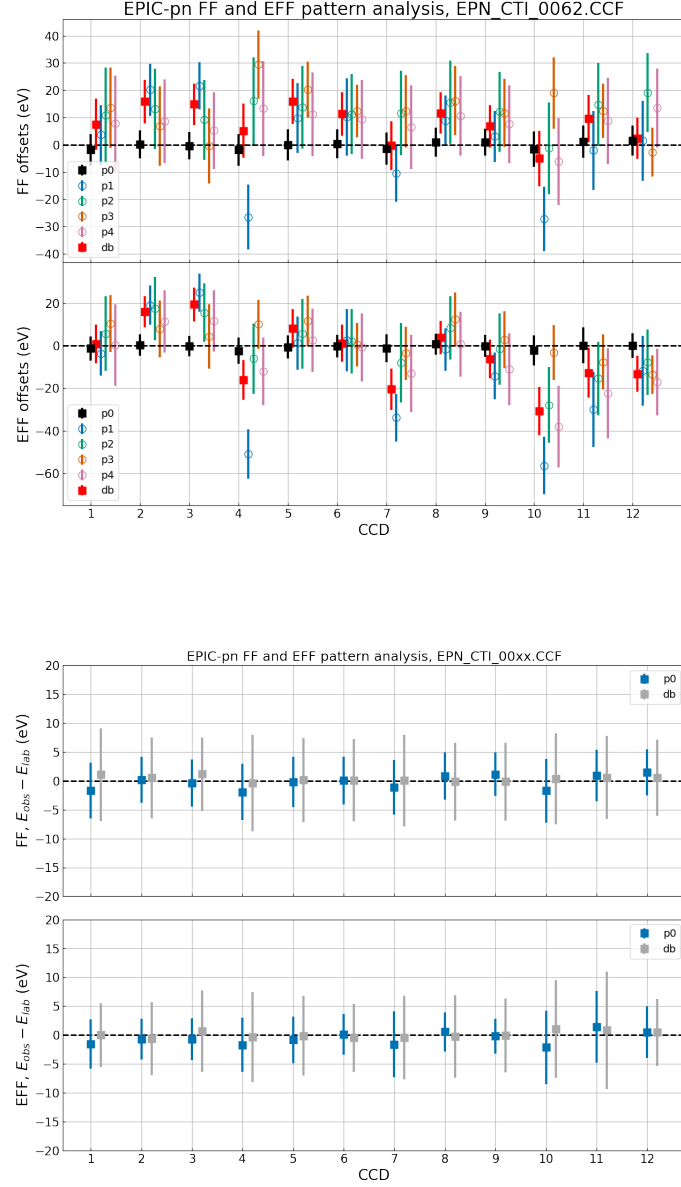 EPIC-pn FF and EFF pattern analysis, EPN_CTI_0062.CCF
FF offsets (eV)
40
30
20
10
0
−10
−20
−30
−40
p0
p1
p2
p3
p4
db
EFF offsets (eV)
20
0
−20
−40
−60
p0
p1
p2
p3
p4
db
1 2 3 4 5 6 7 8 9 10 11 12
CCD
EPIC-pn FF and EFF pattern analysis, EPN_CTI_00xx.CCF
FF, E_obs − E_lab (eV)
20
15
10
5
0
−5
−10
−15
−20
p0
db
EFF, E_obs − E_lab (eV)
20
15
10
5
0
−5
−10
−15
−20
p0
db
1 2 3 4 5 6 7 8 9 10 11 12
CCD